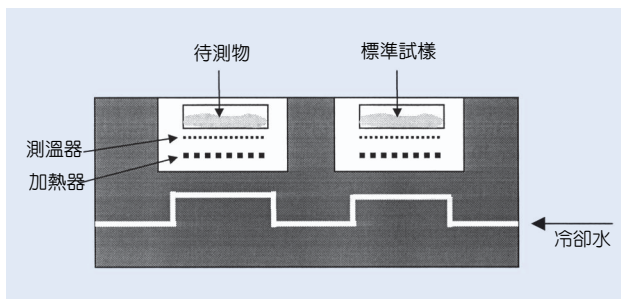 待測物
標準試樣
測溫器
加熱器
冷卻水